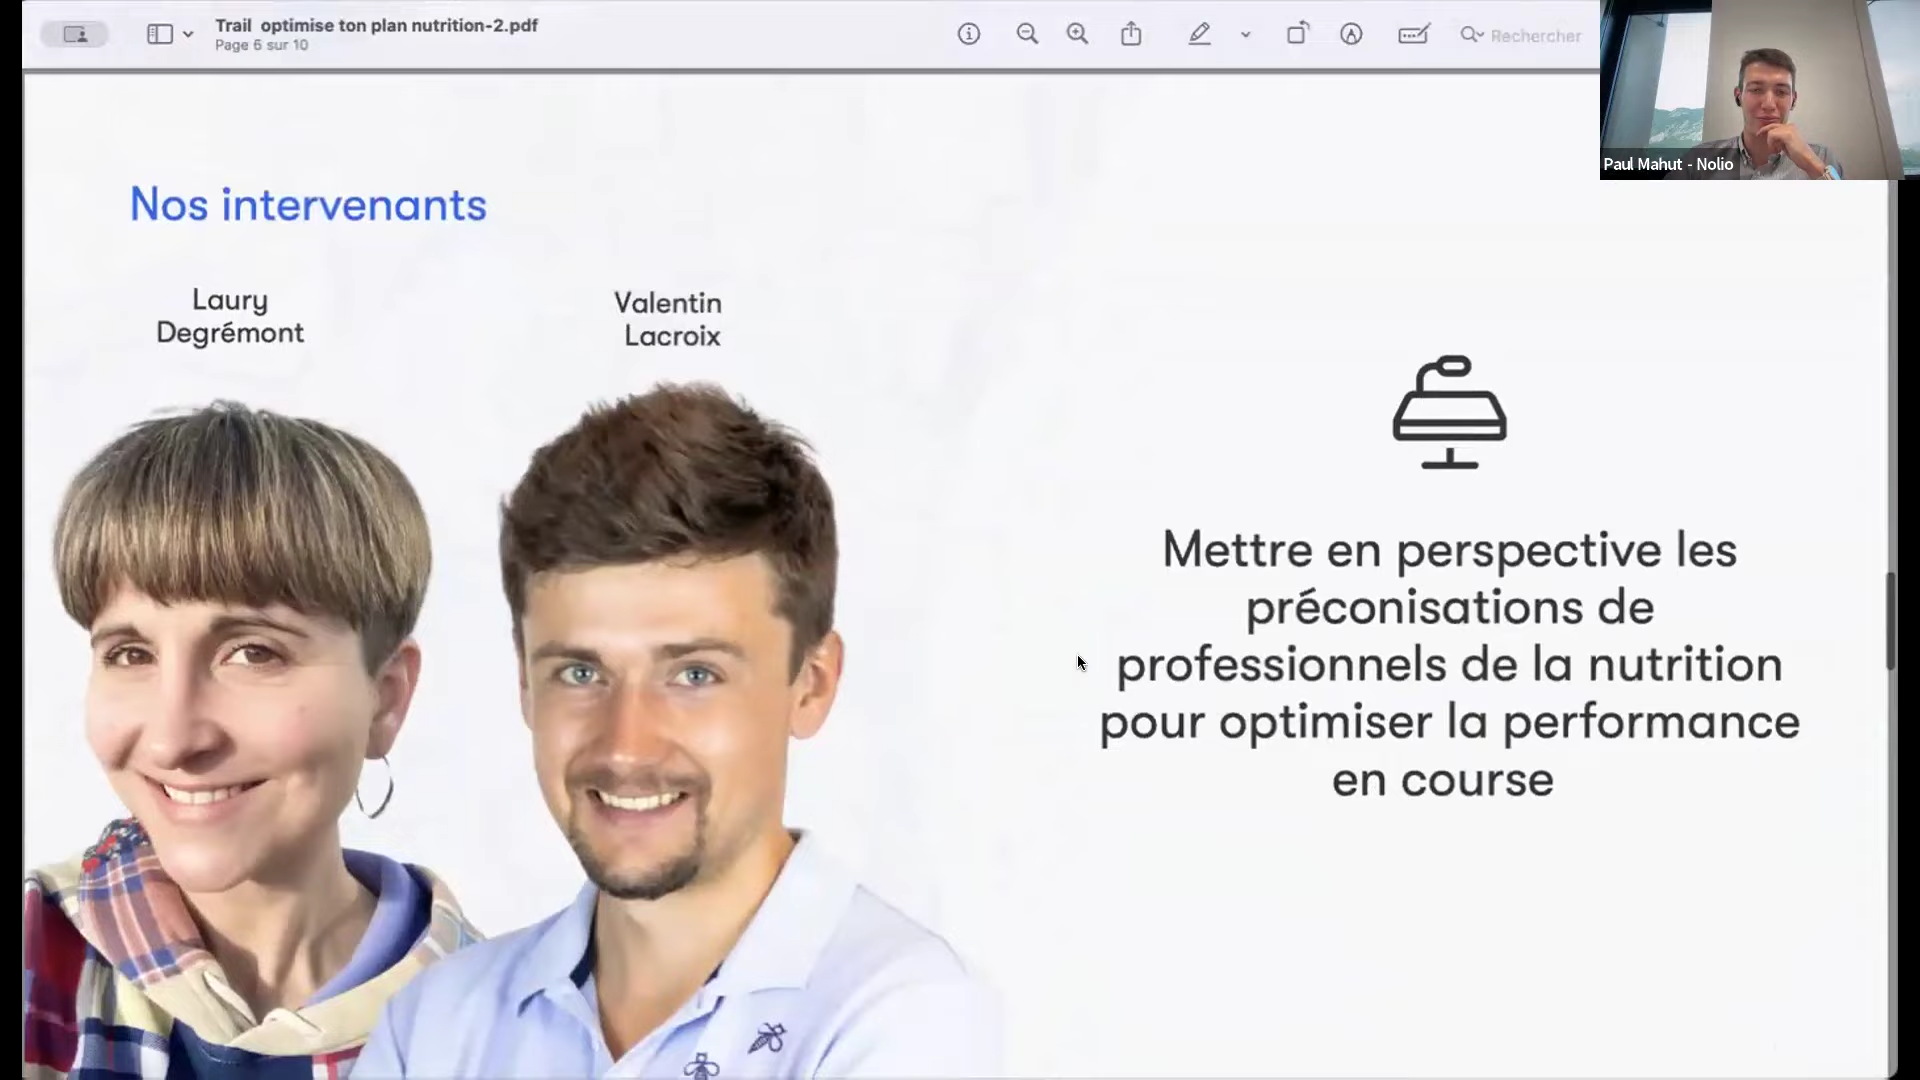 Trail optimise ton plan nutrition-2.pdf
Page 6 sur 10
Rechercher
Paul Mahut - Nolio
Nos intervenants
Laury
Degrémont
Valentin
Lacroix
Mettre en perspective les
préconisations de
professionnels de la nutrition
pour optimiser la performance
en course